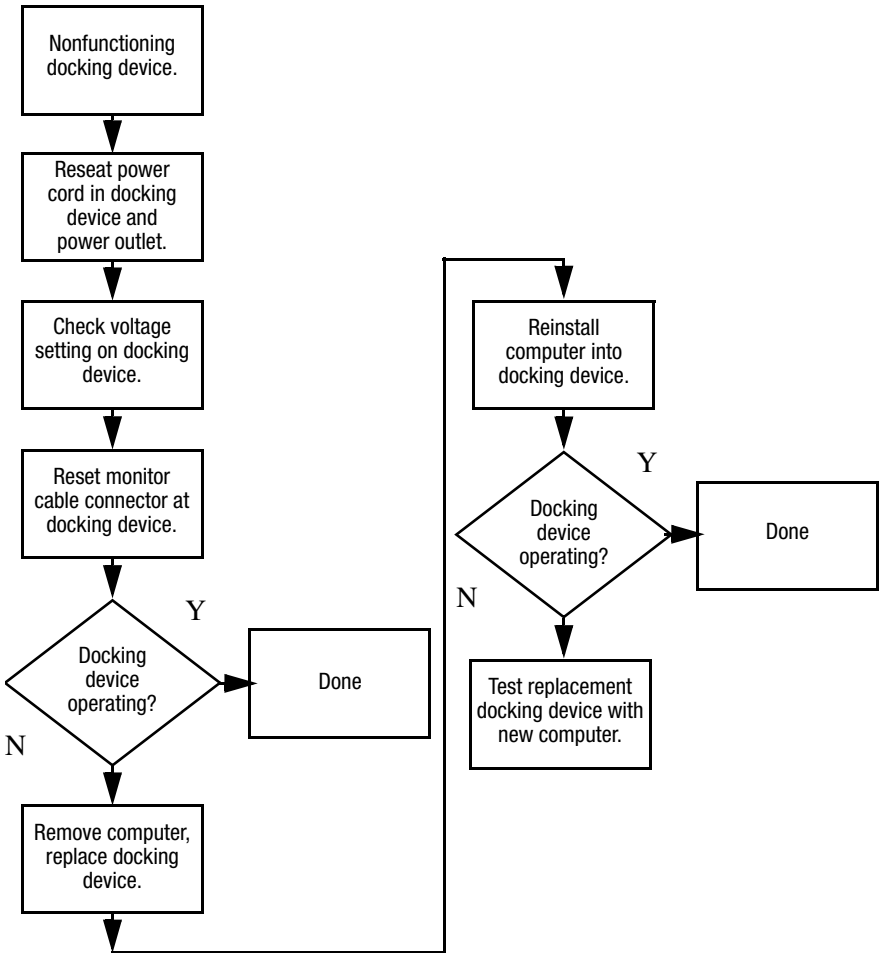 Nonfunctioning
docking device.
Reseat power
cord in docking
device and
power outlet.
Check voltage
setting on docking
device.
Reset monitor
cable connector at
docking device.
Y
Docking
device
operating?
Done
N
Remove computer,
replace docking
device.
Reinstall
computer into
docking device.
Y
Docking
device
operating?
Done
N
Test replacement
docking device with
new computer.